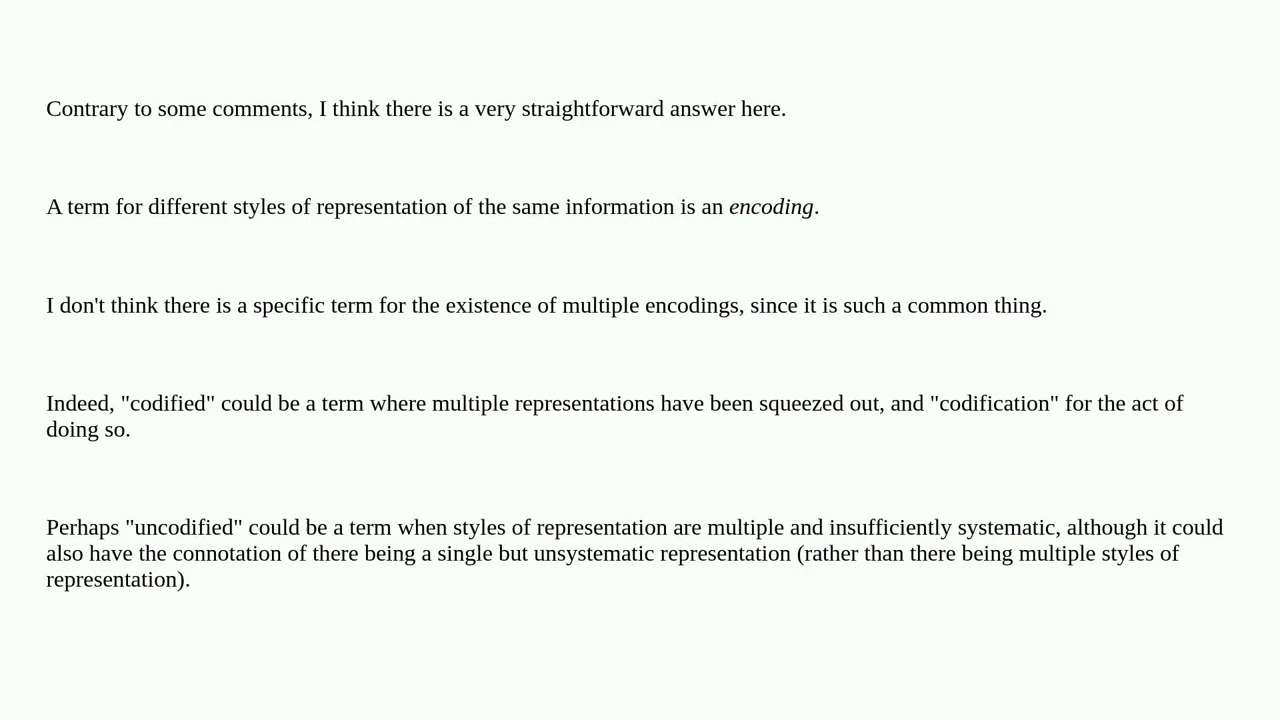 Contrary to some comments, I think there is a very straightforward answer here.
A term for different styles of representation of the same information is an encoding.
I don't think there is a specific term for the existence of multiple encodings, since it is such a common thing.
Indeed, "codified" could be a term where multiple representations have been squeezed out, and "codification" for the act of
doing so.
Perhaps "uncodified" could be a term when styles of representation are multiple and insufficiently systematic, although it could
also have the connotation of there being a single but unsystematic representation (rather than there being multiple styles of
representation).